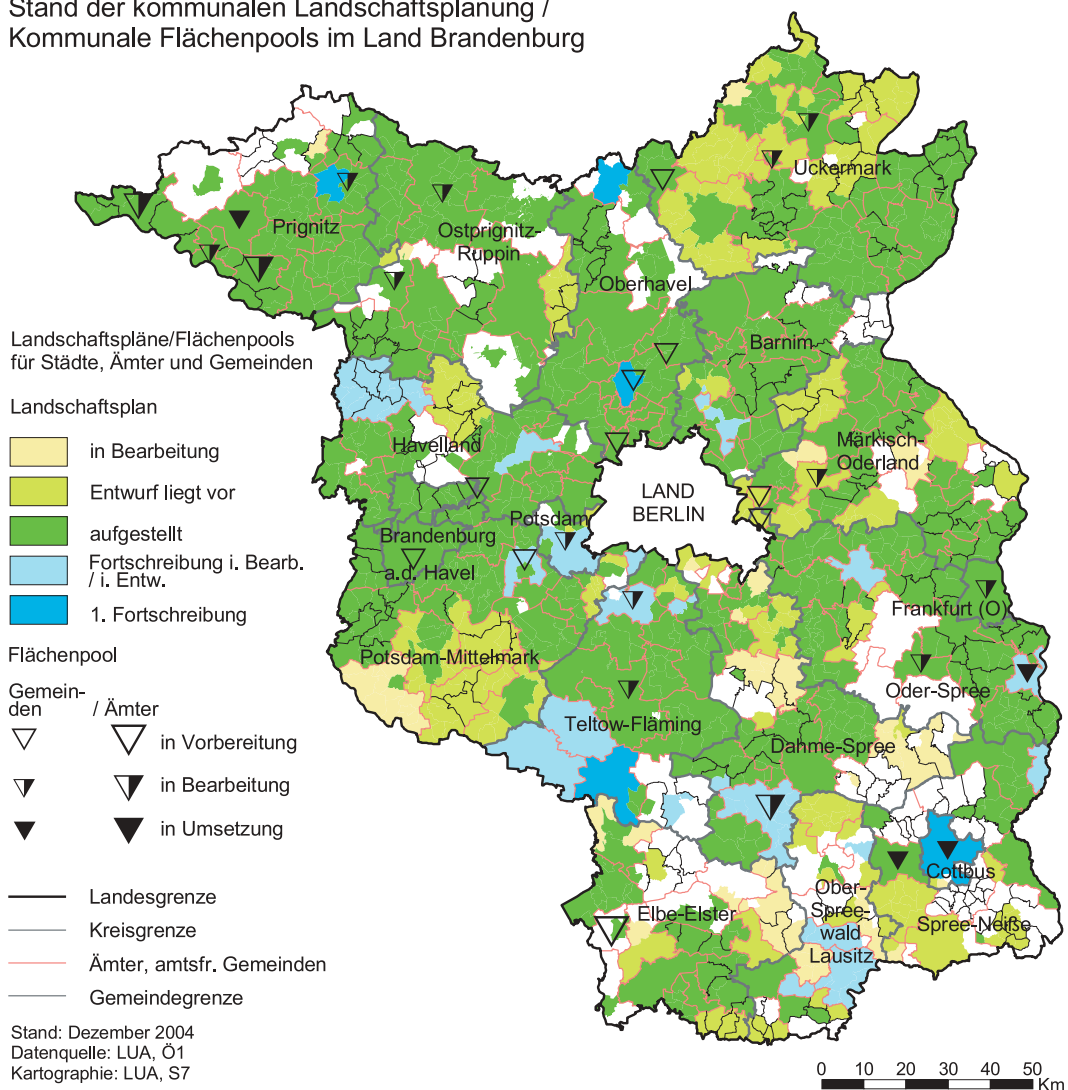 Stand der kommunalen Landschaftsplanung /
Kommunale Flächenpools im Land Brandenburg
Uckermark
Prignitz
Ostprignitz-
Ruppin
Oberhavel
Barnim
Landschaftspläne/Flächenpools
für Städte, Ämter und Gemeinden
Landschaftsplan
in Bearbeitung
Entwurf liegt vor
aufgestellt
Fortschreibung i. Bearb.
/ i. Entw.
1. Fortschreibung
Havelland
Märkisch-
Oderland
LAND
BERLIN
Potsdam
Brandenburg
a.d. Havel
Frankfurt (O)
Potsdam-Mittelmark
Oder-Spree
Teltow-Fläming
Dahme-Spree
Flächenpool
Gemein-
den / Ämter
in Vorbereitung
in Bearbeitung
in Umsetzung
Cottbus
Ober-
Spree-
wald
Lausitz
Elbe-Elster
Spree-Neiße
Landesgrenze
Kreisgrenze
Ämter, amtsfr. Gemeinden
Gemeindegrenze
Stand: Dezember 2004
Datenquelle: LUA, Ö1
Kartographie: LUA, S7
0 10 20 30 40 50
Km